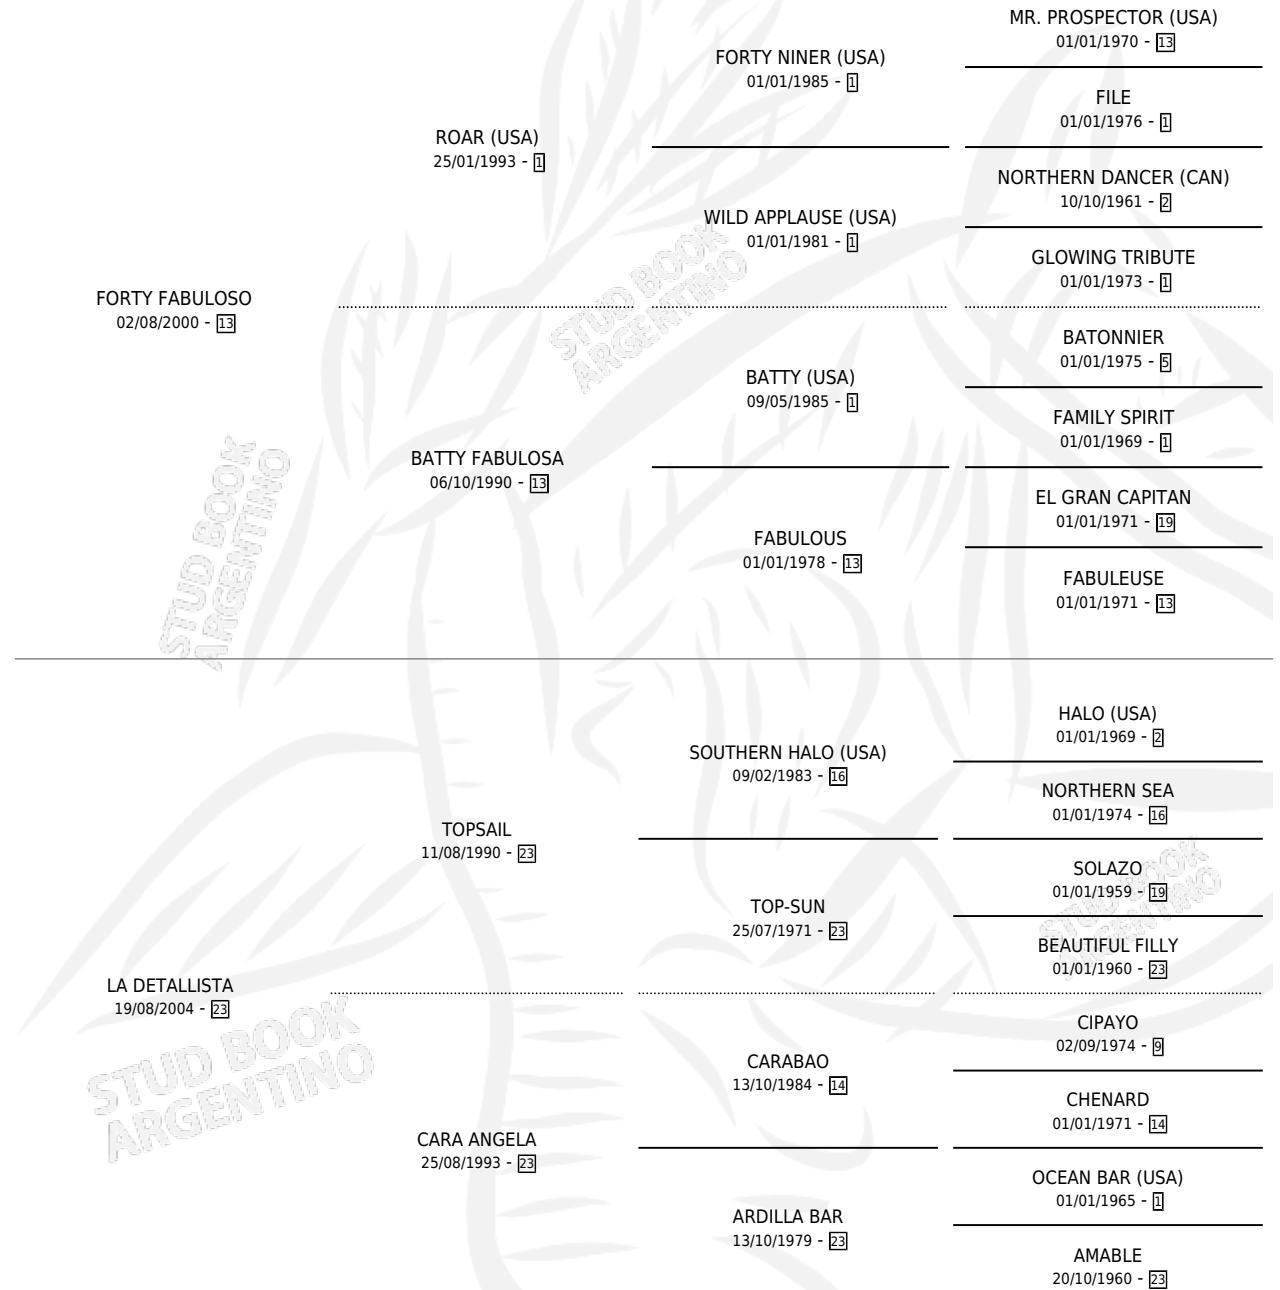 MR. PROSPECTOR (USA)
01/01/1970 - 13
FORTY NINER (USA)
01/01/1985 - 1
FILE
01/01/1976 - 1
ROAR (USA)
25/01/1993 - 1
NORTHERN DANCER (CAN)
10/10/1961 - 2
WILD APPLAUSE (USA)
01/01/1981 - 1
GLOWING TRIBUTE
01/01/1973 - 1
FORTY FABULOSO
02/08/2000 - 13
BATONNIER
01/01/1975 - 5
BATTY (USA)
09/05/1985 - 1
FAMILY SPIRIT
01/01/1969 - 1
BATTY FABULOSA
06/10/1990 - 13
EL GRAN CAPITAN
01/01/1971 - 19
FABULOUS
01/01/1978 - 13
FABULEUSE
01/01/1971 - 13
HALO (USA)
01/01/1969 - 2
SOUTHERN HALO (USA)
09/02/1983 - 16
NORTHERN SEA
01/01/1974 - 16
TOPSAIL
11/08/1990 - 23
SOLAZO
01/01/1959 - 19
TOP-SUN
25/07/1971 - 23
BEAUTIFUL FILLY
01/01/1960 - 23
LA DETALLISTA
19/08/2004 - 23
CIPAYO
02/09/1974 - 9
CARABAO
13/10/1984 - 14
CHENARD
01/01/1971 - 14
CARA ANGELA
25/08/1993 - 23
OCEAN BAR (USA)
01/01/1965 - 1
ARDILLA BAR
13/10/1979 - 23
AMABLE
20/10/1960 - 23
STUD BOOK
ARGENTINO
STUD BOOK
ARGENTINO
STUD BOOK
ARGENTINO
STUD BOOK
ARGENTINO